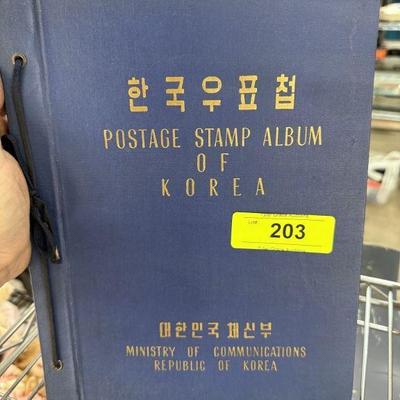 한국우표첩
POSTAGE STAMP ALBUM
OF
KOREA
203
대한민국 체신부
MINISTRY OF COMMUNICATIONS
REPUBLIC OF KOREA